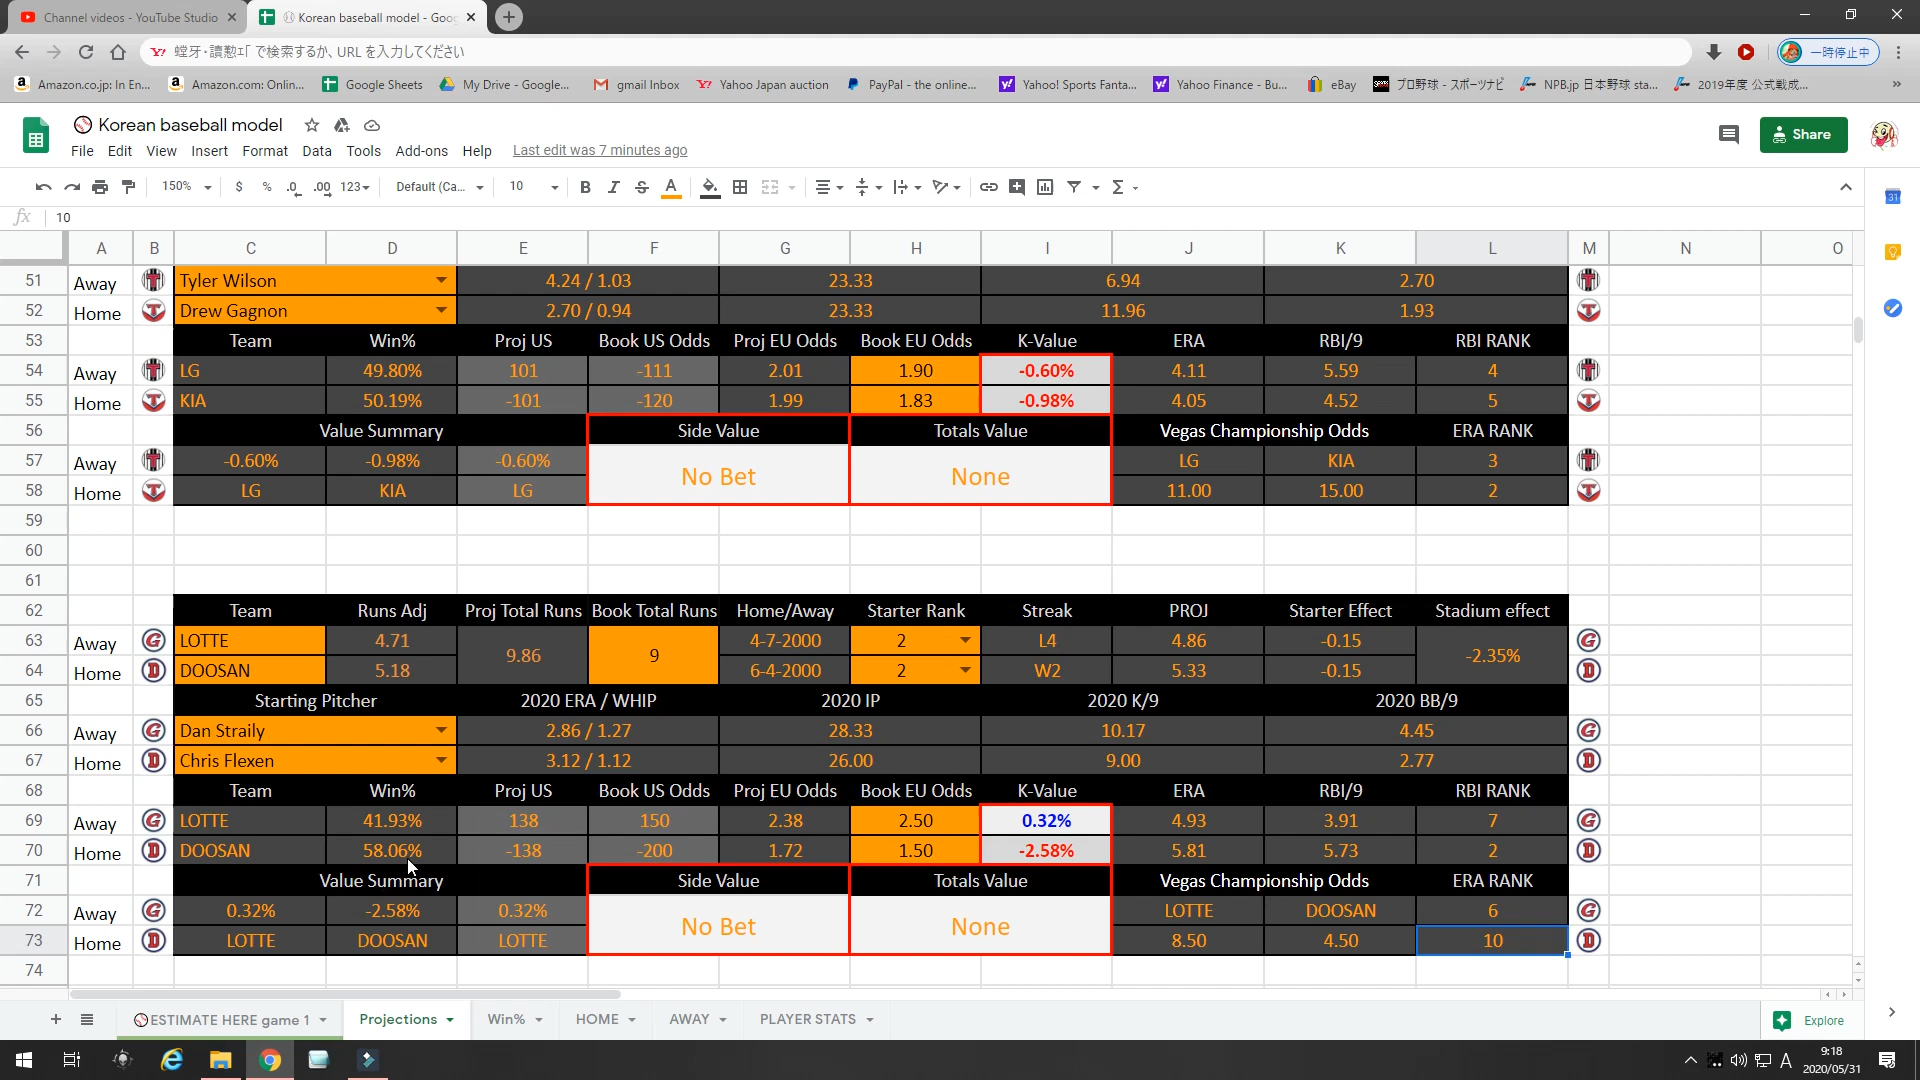 Channel videos - YouTube Studio
Korean baseball model - Goo
で検索するか、URL を入力してください
一時停止中
Amazon.co.jp: In En...
Amazon.com: Onlin...
Google Sheets
My Drive - Google...
gmail Inbox
Yahoo Japan auction
PayPal - the online...
Yahoo! Sports Fanta...
Yahoo Finance - Bu...
eBay
プロ野球 - スポーツナビ
NPB.jp 日本野球 sta...
2019年度 公式戦成...
Korean baseball model
Share
File Edit View Insert Format Data Tools Add-ons Help Last edit was 7 minutes ago
150% $ % .0 .00 123 Default (Ca... 10 B I S A
fx 10
A B C D E F G H I J K L M N O
51 Away Tyler Wilson 4.24 / 1.03 23.33 6.94 2.70
52 Home Drew Gagnon 2.70 / 0.94 23.33 11.96 1.93
53 Team Win% Proj US Book US Odds Proj EU Odds Book EU Odds K-Value ERA RBI/9 RBI RANK
54 Away LG 49.80% 101 -111 2.01 1.90 -0.60% 4.11 5.59 4
55 Home KIA 50.19% -101 -120 1.99 1.83 -0.98% 4.05 4.52 5
56 Value Summary Side Value Totals Value Vegas Championship Odds ERA RANK
57 Away -0.60% -0.98% -0.60% No Bet None LG KIA 3
58 Home LG KIA LG 11.00 15.00 2
59
60
61
62 Team Runs Adj Proj Total Runs Book Total Runs Home/Away Starter Rank Streak PROJ Starter Effect Stadium effect
63 Away LOTTE 4.71 9.86 9 4-7-2000 2 L4 4.86 -0.15 -2.35%
64 Home DOOSAN 5.18 6-4-2000 2 W2 5.33 -0.15
65 Starting Pitcher 2020 ERA / WHIP 2020 IP 2020 K/9 2020 BB/9
66 Away Dan Straily 2.86 / 1.27 28.33 10.17 4.45
67 Home Chris Flexen 3.12 / 1.12 26.00 9.00 2.77
68 Team Win% Proj US Book US Odds Proj EU Odds Book EU Odds K-Value ERA RBI/9 RBI RANK
69 Away LOTTE 41.93% 138 150 2.38 2.50 0.32% 4.93 3.91 7
70 Home DOOSAN 58.06% -138 -200 1.72 1.50 -2.58% 5.81 5.73 2
71 Value Summary Side Value Totals Value Vegas Championship Odds ERA RANK
72 Away 0.32% -2.58% 0.32% No Bet None LOTTE DOOSAN 6
73 Home LOTTE DOOSAN LOTTE 8.50 4.50 10
74
ESTIMATE HERE game 1 Projections Win% HOME AWAY PLAYER STATS Explore
A
9:18
2020/05/31